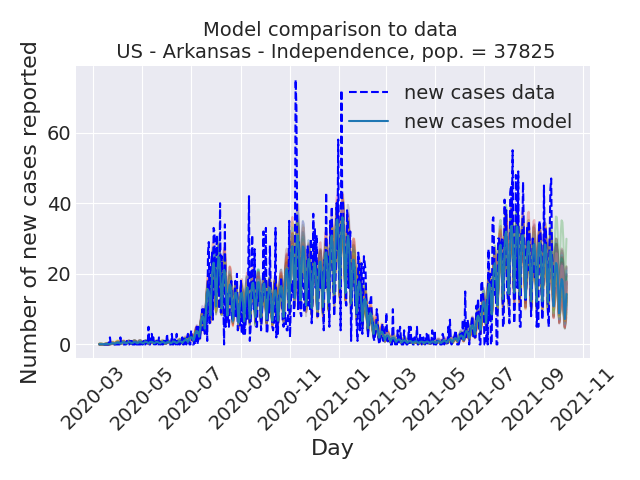 Model comparison to data
US - Arkansas - Independence, pop. = 37825
Number of new cases reported
60
40
20
0
new cases data
new cases model
2020-03
2020-05
2020-07
2020-09
2020-11
2021-01
2021-03
2021-05
2021-07
2021-09
2021-11
Day